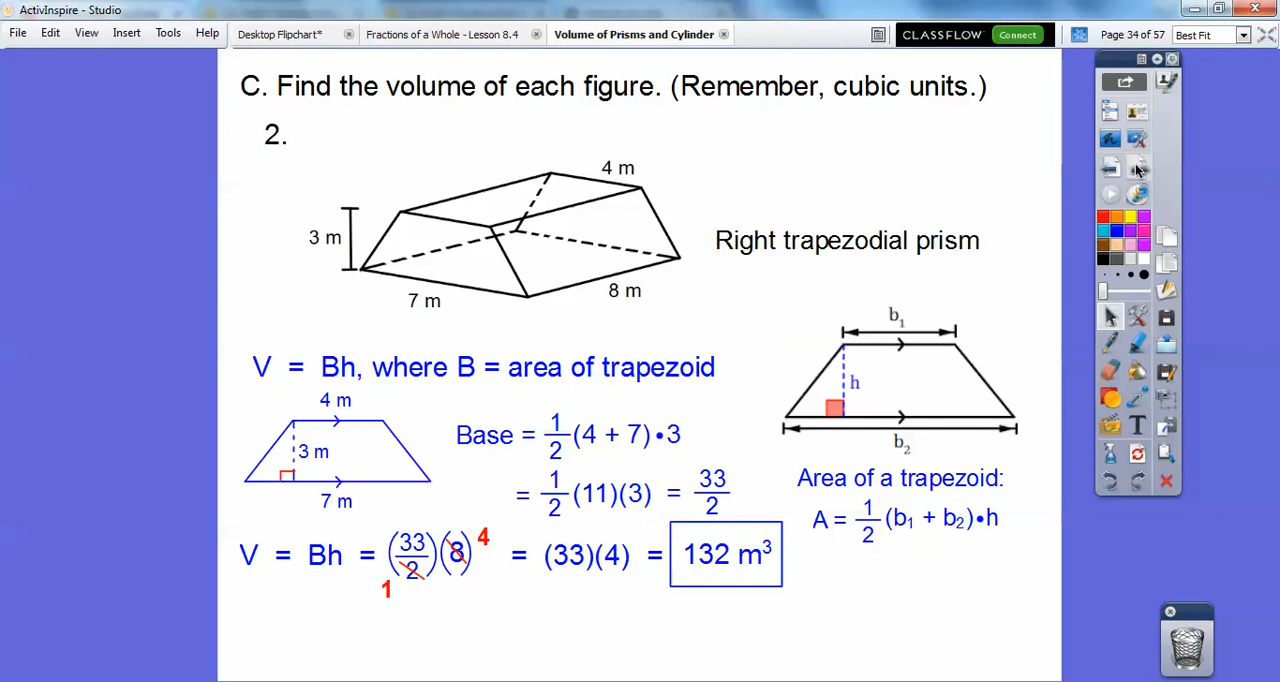 ActivInspire - Studio
File Edit View Insert Tools Help
Desktop Flipchart* Fractions of a Whole - Lesson 8.4 Volume of Prisms and Cylinder
CLASSFLOW Connect
Page 34 of 57 Best Fit
C. Find the volume of each figure. (Remember, cubic units.)
2.
4 m
3 m
7 m
8 m
Right trapezodial prism
V = Bh, where B = area of trapezoid
4 m
3 m
7 m
Base = 1/2 (4 + 7)•3
= 1/2 (11)(3) = 33/2
b₁
h
b₂
Area of a trapezoid:
A = 1/2 (b₁ + b₂)•h
V = Bh = (33/2)(8) 4 = (33)(4) = 132 m³
1
T